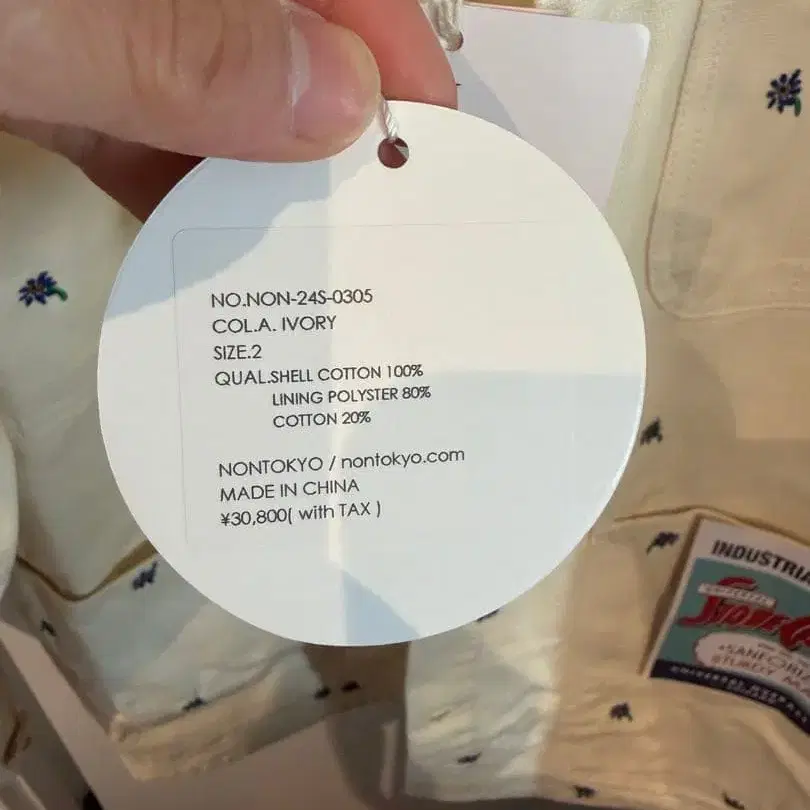 NO.NON-24S-0305
COL.A. IVORY
SIZE.2
QUAL.SHELL COTTON 100%
LINING POLYSTER 80%
COTTON 20%
NONTOKYO / nontokyo.com
MADE IN CHINA
¥30,800( with TAX )